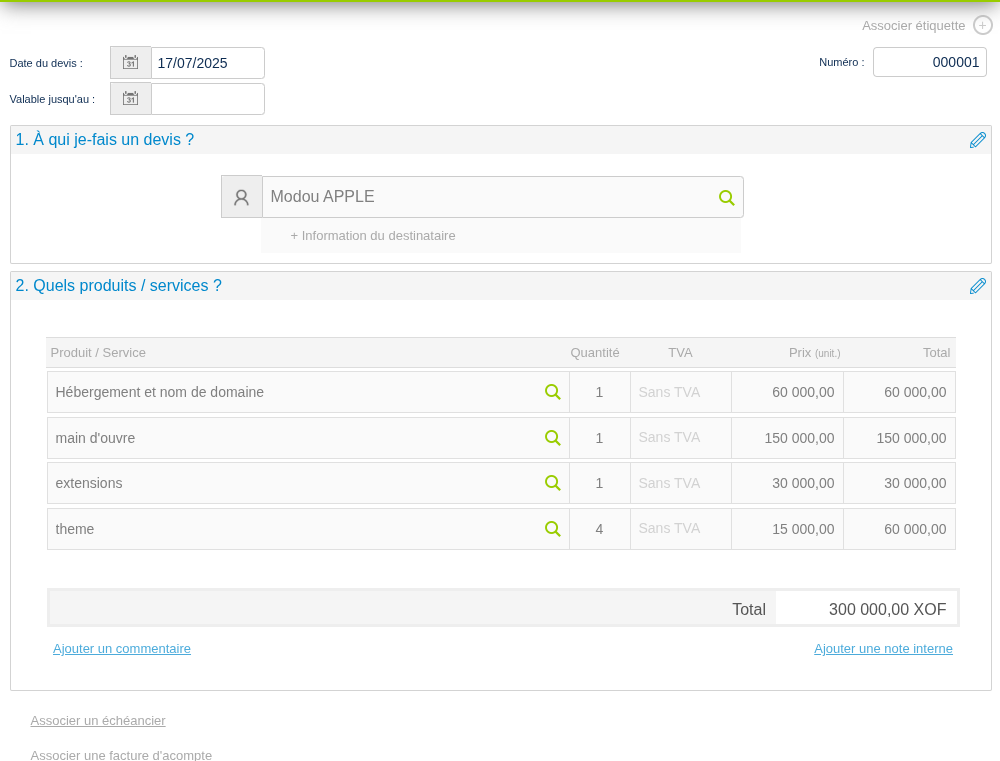 Associer étiquette +
Date du devis : 31 17/07/2025 Numéro : 000001
Valable jusqu'au : 31
1. À qui je-fais un devis ?
Modou APPLE
+ Information du destinataire
2. Quels produits / services ?
Produit / Service Quantité TVA Prix (unit.) Total
Hébergement et nom de domaine 1 Sans TVA 60 000,00 60 000,00
main d'ouvre 1 Sans TVA 150 000,00 150 000,00
extensions 1 Sans TVA 30 000,00 30 000,00
theme 4 Sans TVA 15 000,00 60 000,00
Total 300 000,00 XOF
Ajouter un commentaire Ajouter une note interne
Associer un échéancier
Associer une facture d'acompte